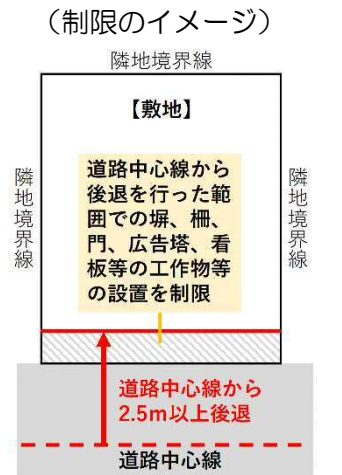 （制限のイメージ）
隣地境界線
【敷地】
隣地境界線
道路中心線から
後退を行った範
囲での塀、柵、
門、広告塔、看
板等の工作物等
の設置を制限
隣地境界線
道路中心線から
2.5m以上後退
道路中心線